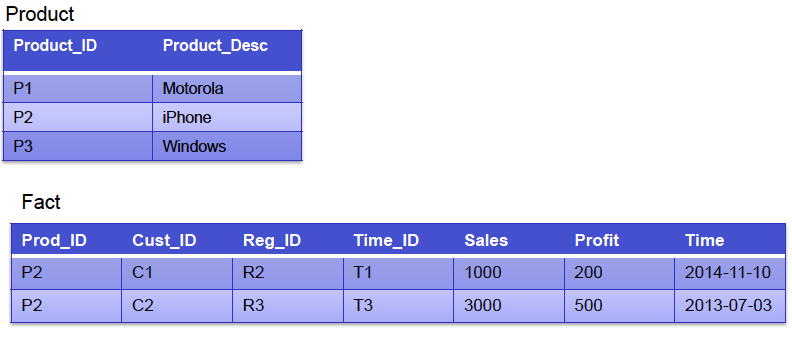 Product
Product_ID Product_Desc
P1 Motorola
P2 iPhone
P3 Windows
Fact
Prod_ID Cust_ID Reg_ID Time_ID Sales Profit Time
P2 C1 R2 T1 1000 200 2014-11-10
P2 C2 R3 T3 3000 500 2013-07-03